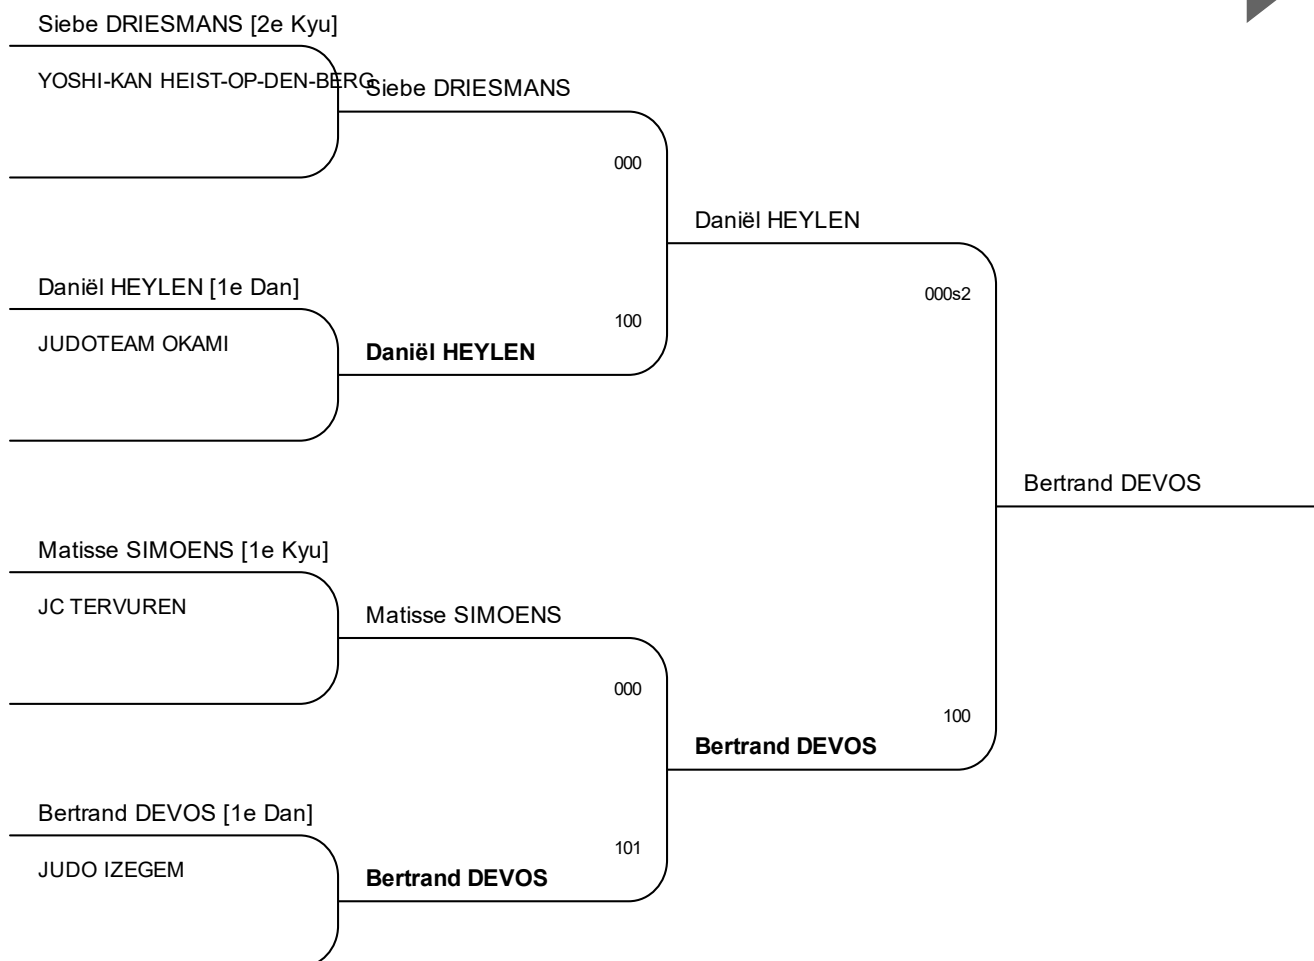 Siebe DRIESMANS [2e Kyu]
YOSHI-KAN HEIST-OP-DEN-BERG
Siebe DRIESMANS
000
Daniël HEYLEN
Daniël HEYLEN [1e Dan]
000s2
100
JUDOTEAM OKAMI
Daniël HEYLEN
Bertrand DEVOS
Matisse SIMOENS [1e Kyu]
JC TERVUREN
Matisse SIMOENS
000
100
Bertrand DEVOS
Bertrand DEVOS [1e Dan]
101
JUDO IZEGEM
Bertrand DEVOS